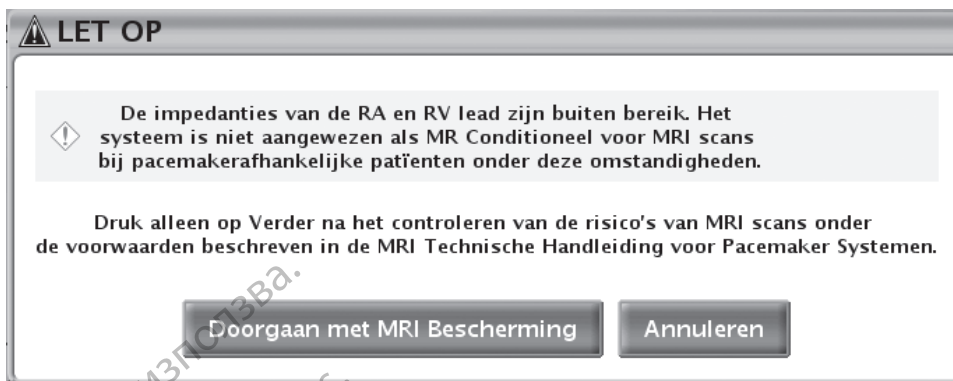 LET OP
De impedanties van de RA en RV lead zijn buiten bereik. Het
systeem is niet aangewezen als MR Conditioneel voor MRI scans
bij pacemakerafhankelijke patïenten onder deze omstandigheden.
Druk alleen op Verder na het controleren van de risico's van MRI scans onder
de voorwaarden beschreven in de MRI Technische Handleiding voor Pacemaker Systemen.
Doorgaan met MRI Bescherming
Annuleren